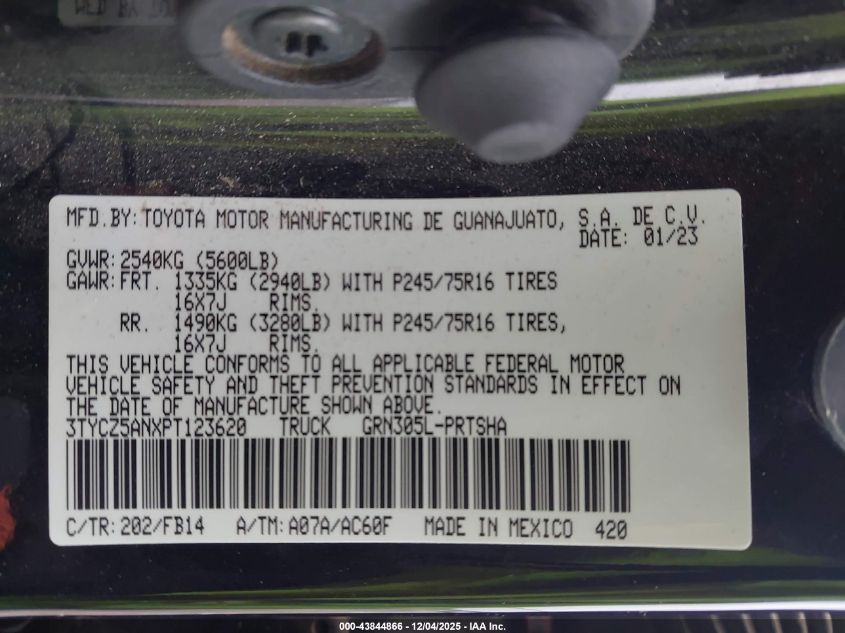 MFD.BY: TOYOTA MOTOR MANUFACTURING DE GUANAJUATO, S.A. DE C.V.
DATE: 01/23
GVWR: 2540KG (5600LB)
GAWR: FRT. 1335KG (2940LB) WITH P245/75R16 TIRES
16X7J RIMS,
RR. 1490KG (3280LB) WITH P245/75R16 TIRES,
16X7J RIMS,
THIS VEHICLE CONFORMS TO ALL APPLICABLE FEDERAL MOTOR
VEHICLE SAFETY AND THEFT PREVENTION STANDARDS IN EFFECT ON
THE DATE OF MANUFACTURE SHOWN ABOVE.
3TYCZ5ANXPT123620 TRUCK GRN305L-PRTSHA
C/TR: 202/FB14 A/TM: A07A/AC60F MADE IN MEXICO 420
000-43844866 - 12/04/2025 - IAA Inc.